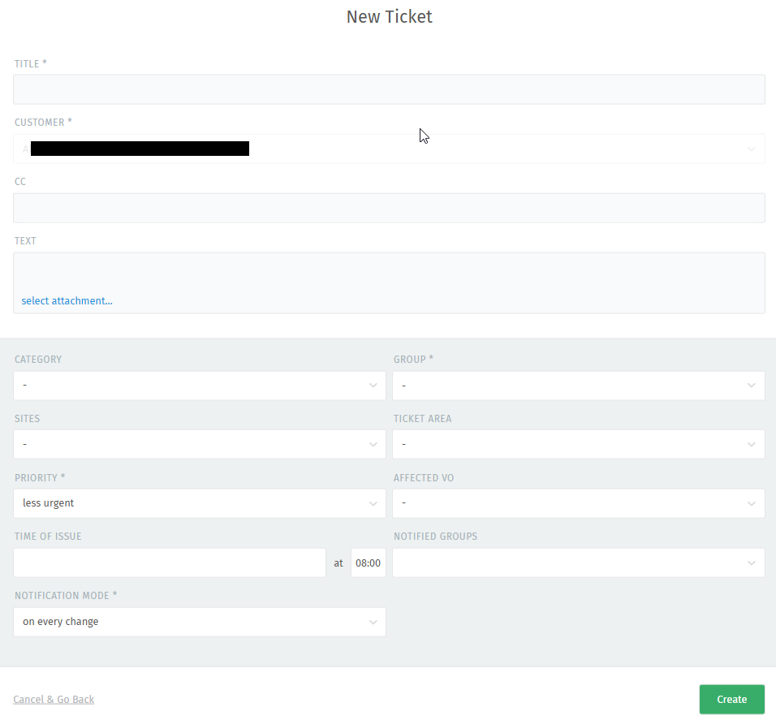 New Ticket
TITLE *
CUSTOMER *
A
CC
TEXT
select attachment...
CATEGORY GROUP *
- -
SITES TICKET AREA
- -
PRIORITY * AFFECTED VO
less urgent -
TIME OF ISSUE NOTIFIED GROUPS
at 08:00
NOTIFICATION MODE *
on every change
Cancel & Go Back Create